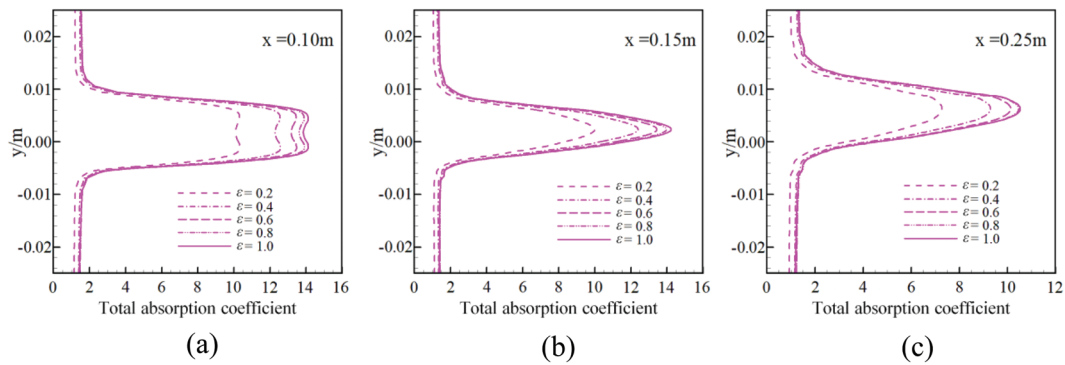 0.02
0.01
0.00
-0.01
-0.02
y/m
x =0.10m
ε= 0.2
ε= 0.4
ε= 0.6
ε= 0.8
ε= 1.0
0 2 4 6 8 10 12 14 16
Total absorption coefficient
(a)
0.02
0.01
0.00
-0.01
-0.02
y/m
x =0.15m
ε= 0.2
ε= 0.4
ε= 0.6
ε= 0.8
ε= 1.0
0 2 4 6 8 10 12 14 16
Total absorption coefficient
(b)
0.02
0.01
0.00
-0.01
-0.02
y/m
x =0.25m
ε= 0.2
ε= 0.4
ε= 0.6
ε= 0.8
ε= 1.0
0 2 4 6 8 10 12
Total absorption coefficient
(c)